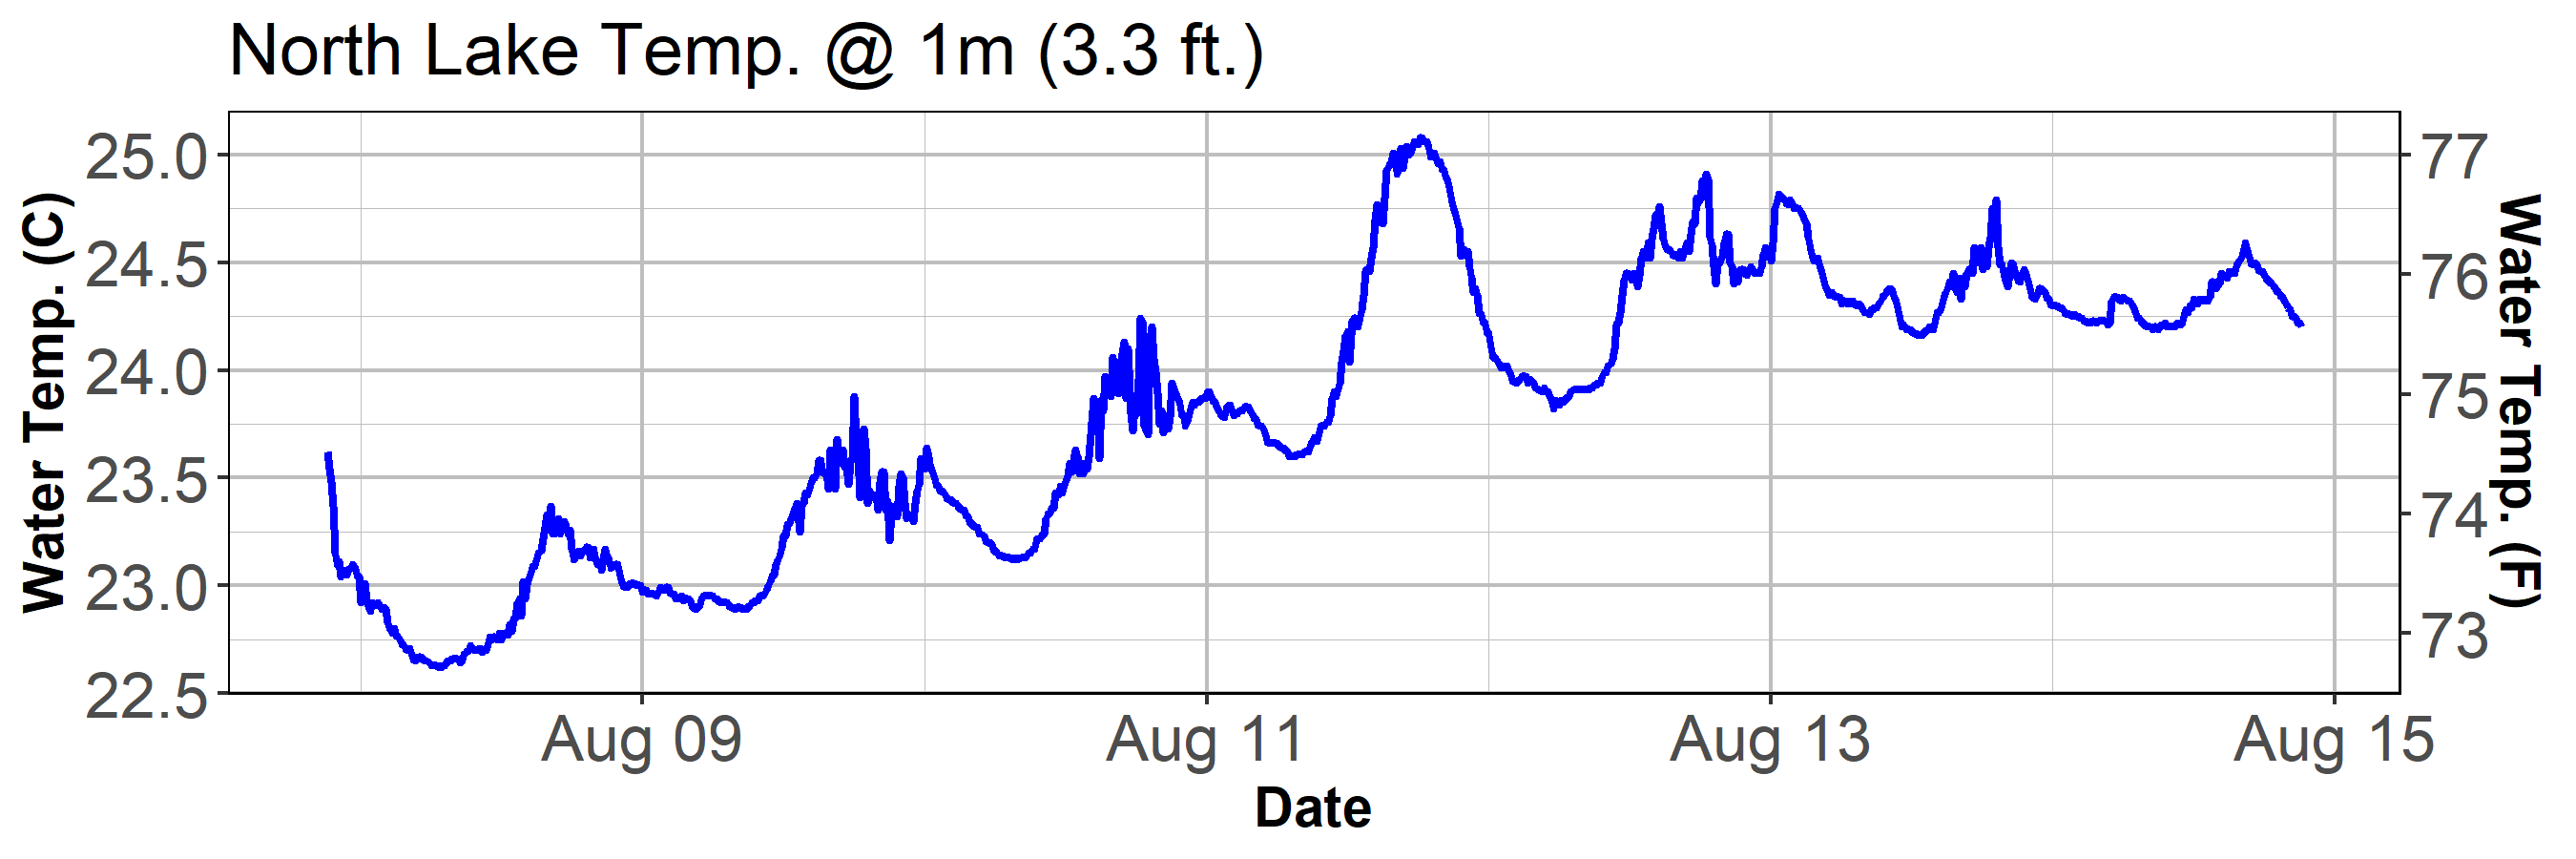 North Lake Temp. @ 1m (3.3 ft.)
Water Temp. (C)
25.0
24.5
24.0
23.5
23.0
22.5
77
76
75
74
73
Water Temp. (F)
Aug 09
Aug 11
Aug 13
Aug 15
Date